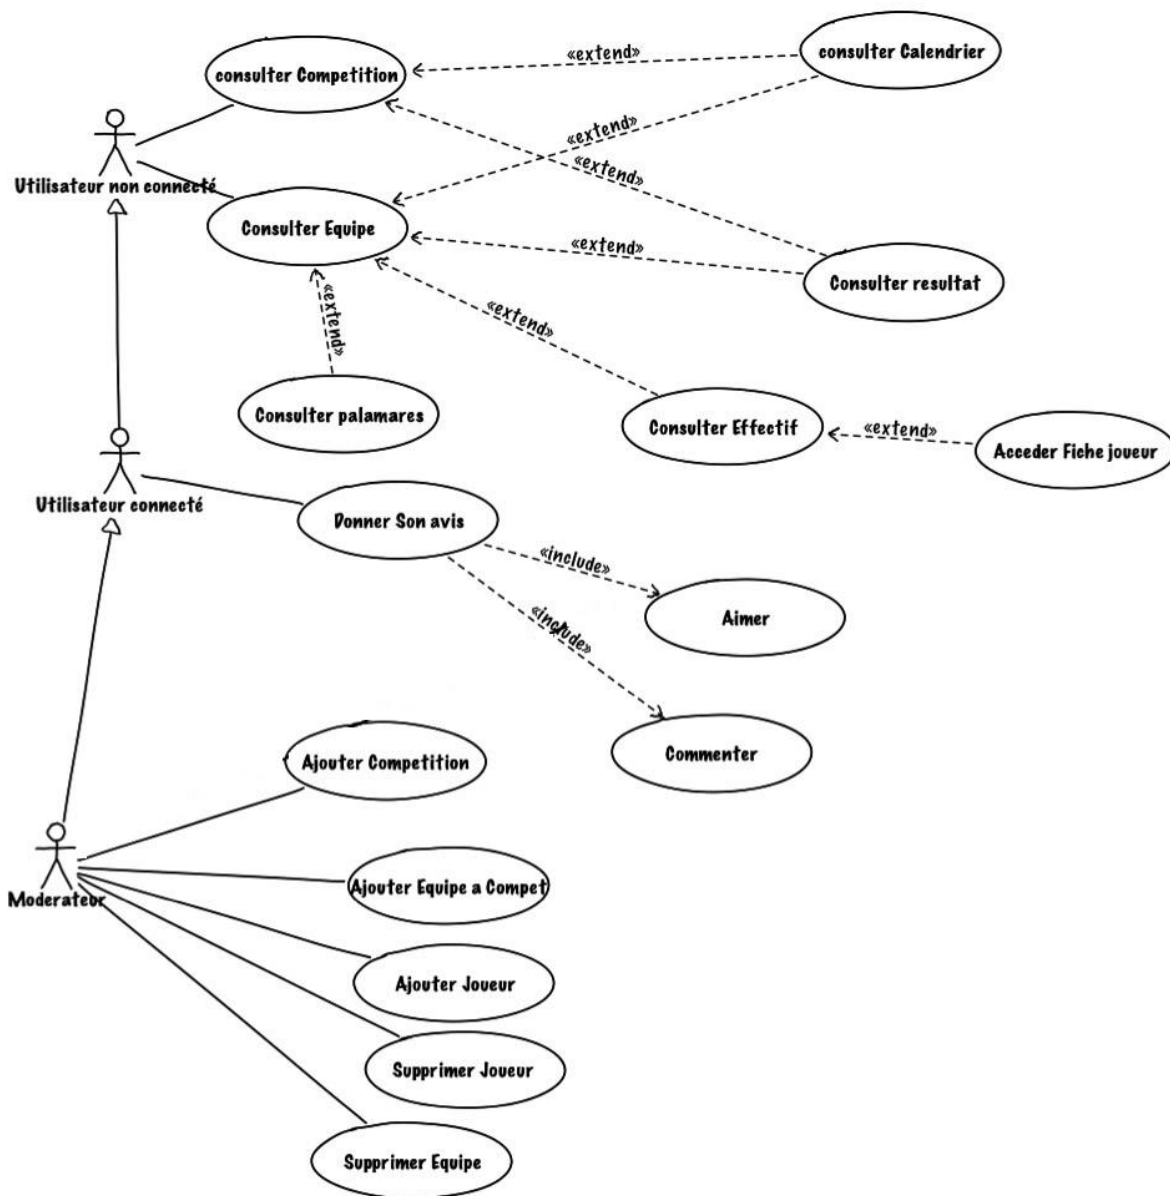 consulter Competition
«extend»
consulter Calendrier
«extend»
«extend»
Utilisateur non connecté
Consulter Equipe
«extend»
Consulter resultat
«extend»
«extend»
Consulter palamares
Consulter Effectif
«extend»
Acceder Fiche joueur
Utilisateur connecté
Donner Son avis
«include»
«include»
Aimer
Commenter
Ajouter Competition
Ajouter Equipe a Compet
Moderateur
Ajouter Joueur
Supprimer Joueur
Supprimer Equipe